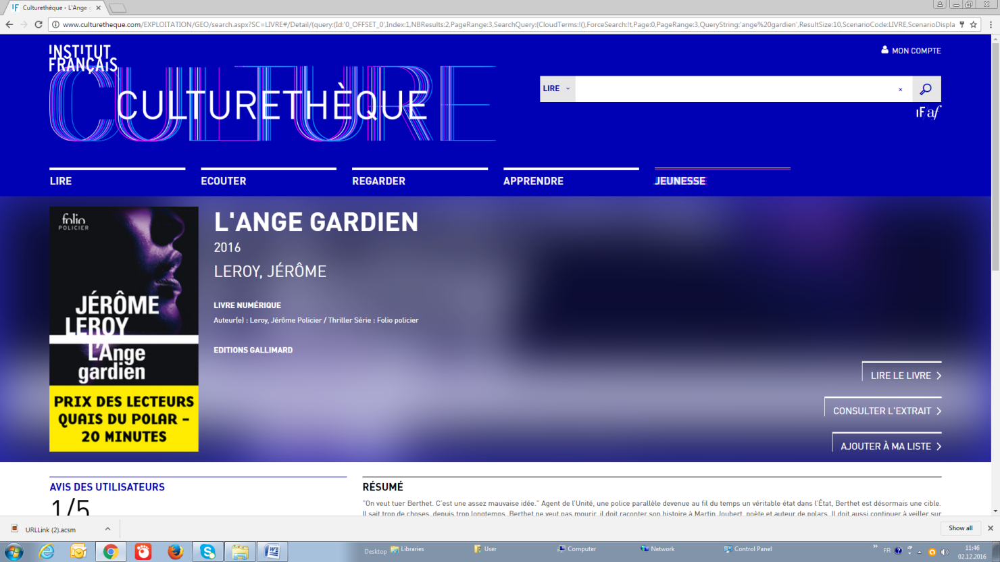 Culturethèque - L'Ange
www.culturetheque.com/EXPLOITATION/GEO/search.aspx?SC=LIVRE#/Detail/(query:(Id:'0_OFFSET_0',Index:1,NBResults:2,PageRange:3,SearchQuery:(CloudTerms:!(),ForceSearch:!t,Page:0,PageRange:3,QueryString:'ange%20gardien',ResultSize:10,ScenarioCode:LIVRE,ScenarioDispla
INSTITUT
FRANÇAIS
MON COMPTE
CULTURE
CULTURETHÈQUE
LIRE
×
IF/af
LIRE
ECOUTER
REGARDER
APPRENDRE
JEUNESSE
folio
POLICIER
JÉRÔME
LEROY
L'Ange
gardien
PRIX DES LECTEURS
QUAIS DU POLAR –
20 MINUTES
L'ANGE GARDIEN
2016
LEROY, JÉRÔME
LIVRE NUMÉRIQUE
Auteur(e) : Leroy, Jérôme Policier / Thriller Série : Folio policier
EDITIONS GALLIMARD
LIRE LE LIVRE
CONSULTER L'EXTRAIT
AJOUTER À MA LISTE
AVIS DES UTILISATEURS
1/5
RÉSUMÉ
"On veut tuer Berthet. C'est une assez mauvaise idée." Agent de l'Unité, une police parallèle devenue au fil du temps un véritable état dans l'État, Berthet est désormais une cible.
Il sait trop de choses, depuis trop longtemps. Berthet ne veut pas mourir, il doit raconter son histoire à Martin Joubert, poète et auteur de polars. Il doit aussi continuer à veiller sur
URLLink (2).acsm
Show all
Desktop
Libraries
User
Computer
Network
Control Panel
FR
11:46
02.12.2016